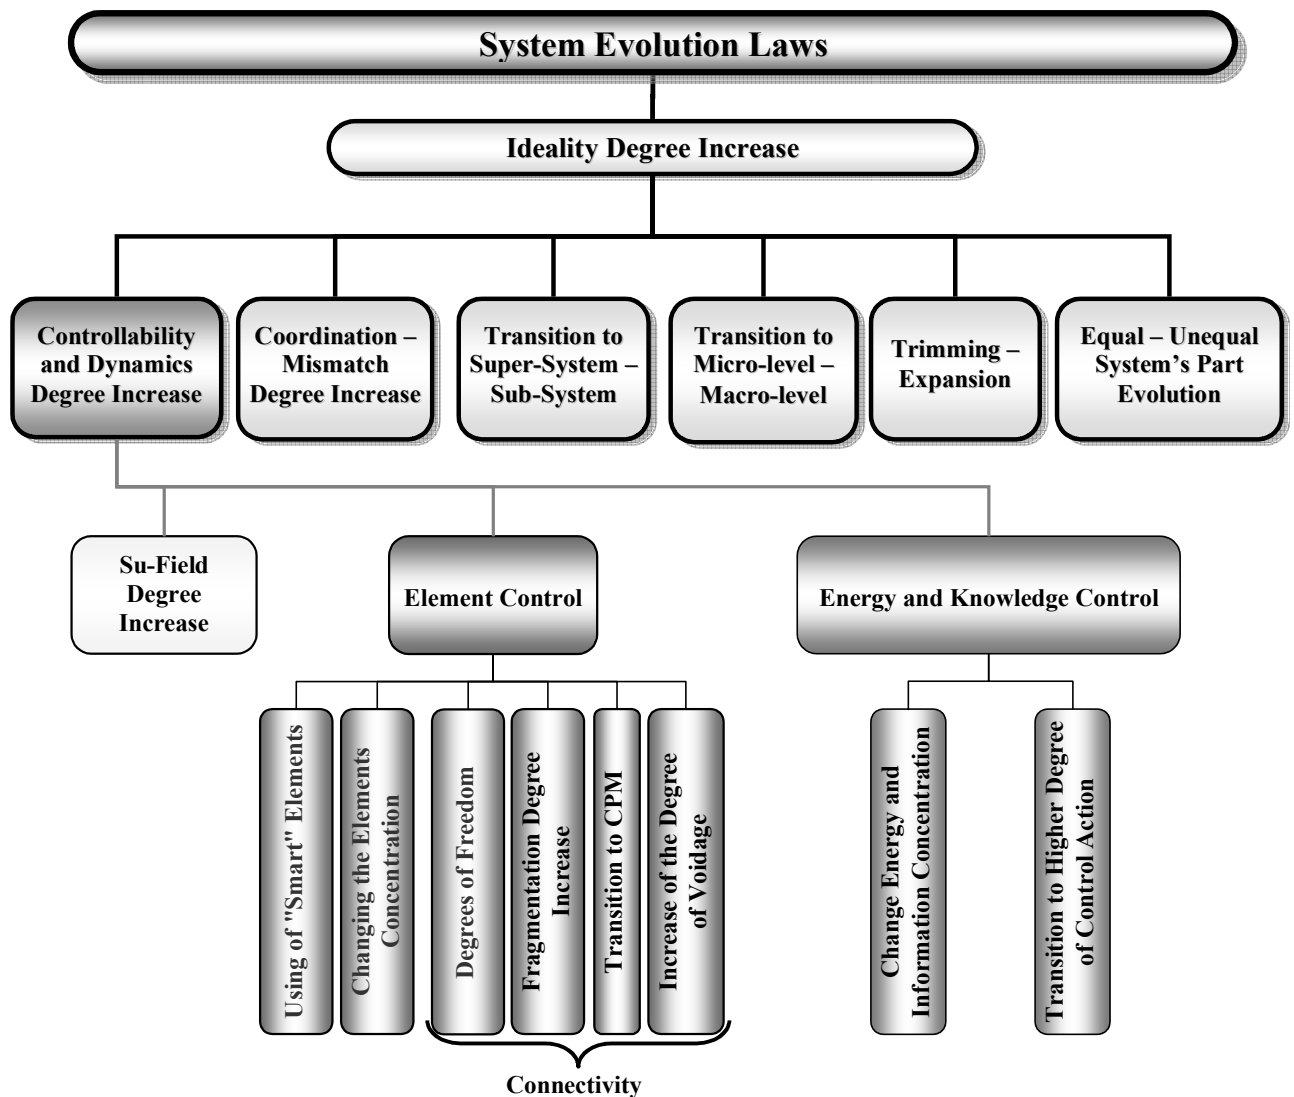 System Evolution Laws
Ideality Degree Increase
Controllability
and Dynamics
Degree Increase
Coordination –
Mismatch
Degree Increase
Transition to
Super-System –
Sub-System
Transition to
Micro-level –
Macro-level
Trimming –
Expansion
Equal – Unequal
System’s Part
Evolution
Su-Field
Degree
Increase
Element Control
Energy and Knowledge Control
Using of "Smart" Elements
Changing the Elements
Concentration
Degrees of Freedom
Fragmentation Degree
Increase
Transition to CPM
Increase of the Degree
of Voidage
Change Energy and
Information Concentration
Transition to Higher Degree
of Control Action
Connectivity